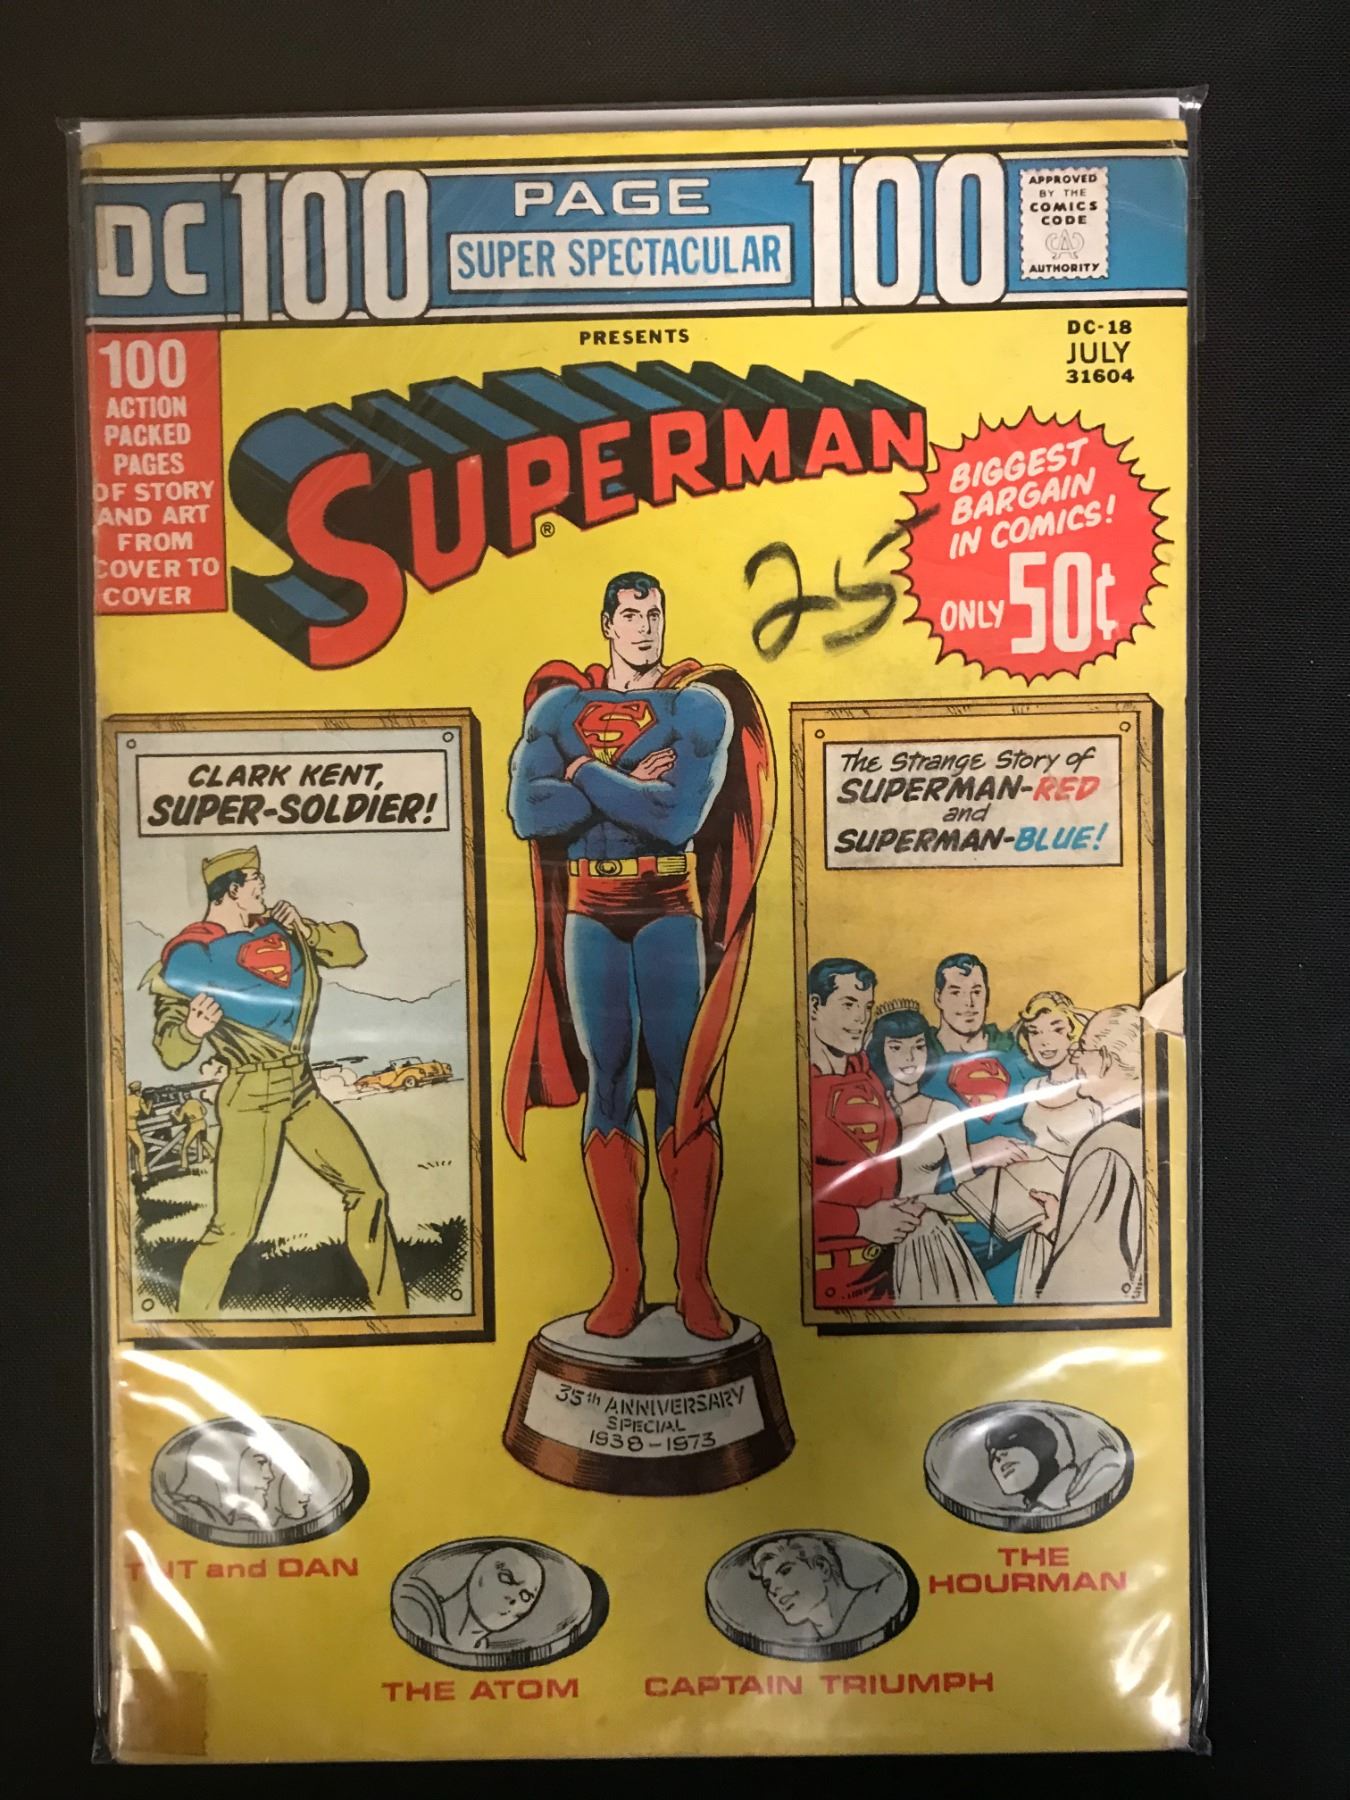 DC 100 PAGE 100
SUPER SPECTACULAR
APPROVED
BY THE
COMICS
CODE
CA
AUTHORITY
PRESENTS
DC-18
JULY
31604
100
ACTION
PACKED
PAGES
OF STORY
AND ART
FROM
COVER TO
COVER
SUPERMAN
®
BIGGEST
BARGAIN
IN COMICS!
ONLY 50¢
25
CLARK KENT,
SUPER-SOLDIER!
The Strange Story of
SUPERMAN-RED
and
SUPERMAN-BLUE!
35th ANNIVERSARY
SPECIAL
1938-1973
TNT and DAN
THE ATOM
CAPTAIN TRIUMPH
THE
HOURMAN